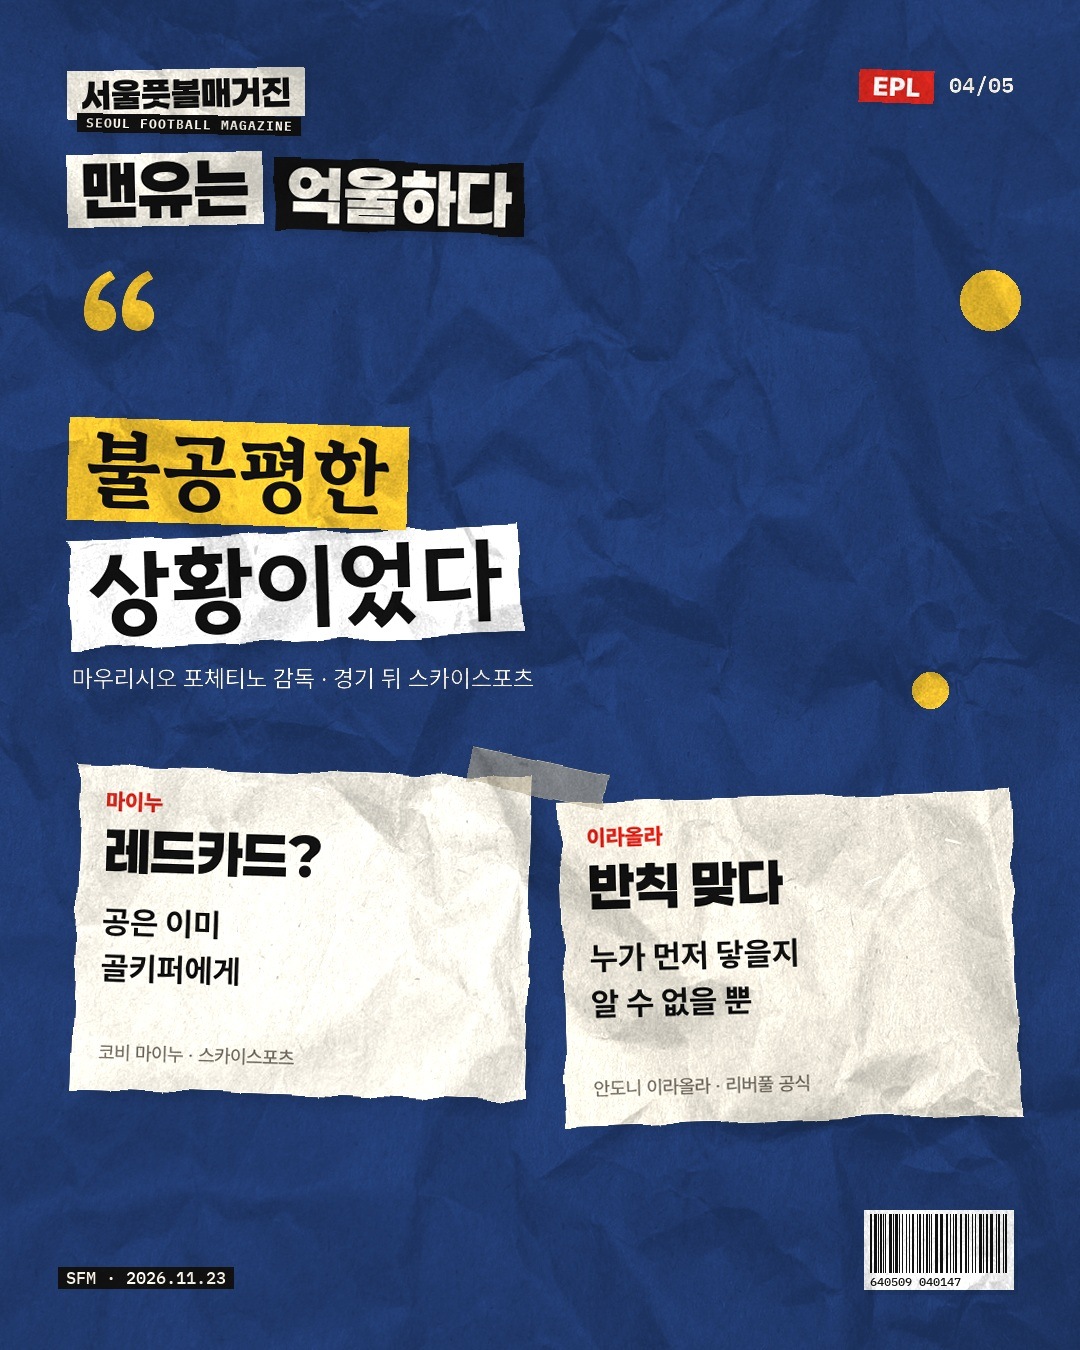 서울풋볼매거진
SEOUL FOOTBALL MAGAZINE
EPL 04/05
맨유는 억울하다
“
불공평한
상황이었다
마우리시오 포체티노 감독 · 경기 뒤 스카이스포츠
마이누
레드카드?
공은 이미
골키퍼에게
코비 마이누 · 스카이스포츠
이라올라
반칙 맞다
누가 먼저 닿을지
알 수 없을 뿐
안도니 이라올라 · 리버풀 공식
SFM · 2026.11.23
640509 040147